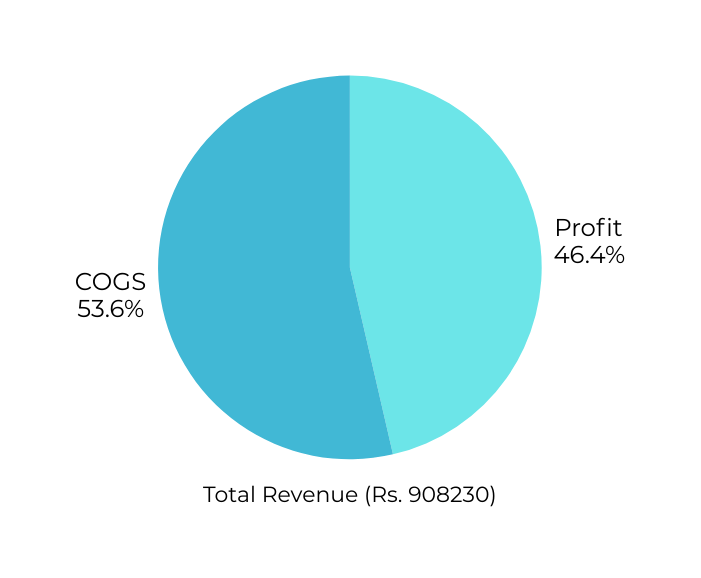 Profit
46.4%
COGS
53.6%
Total Revenue (Rs. 908230)